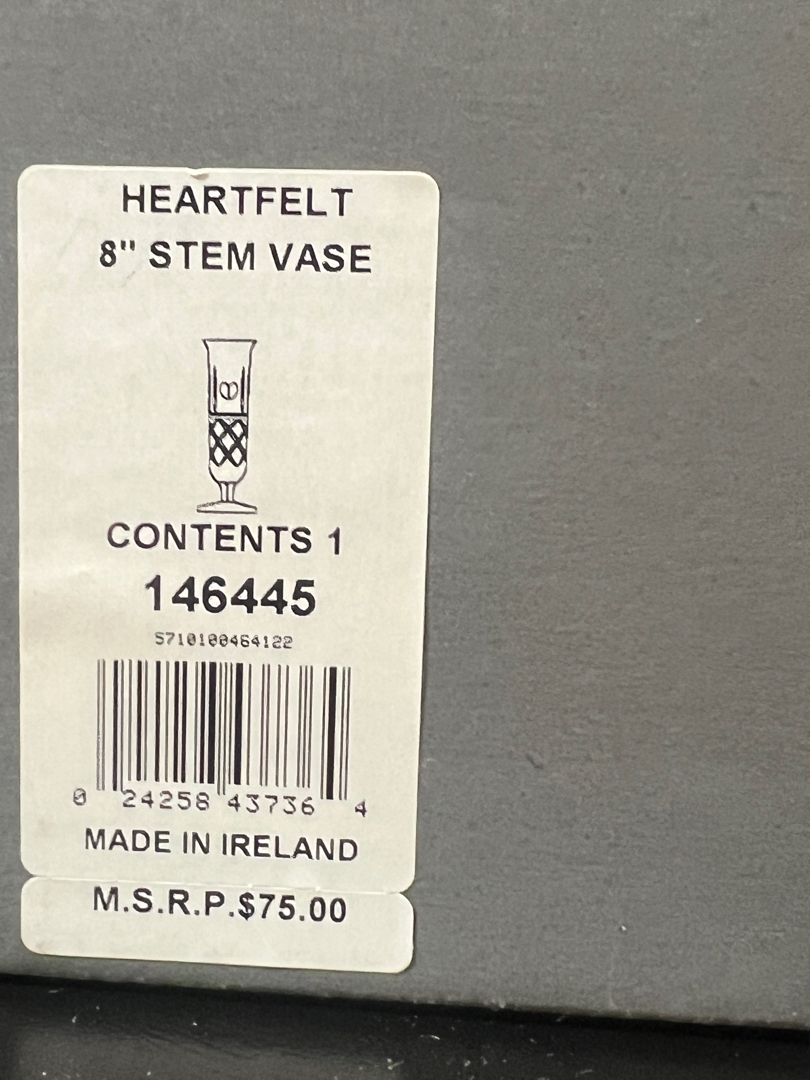 HEARTFELT
8" STEM VASE
CONTENTS 1
146445
5710100464122
0 24258 43736 4
MADE IN IRELAND
M.S.R.P.$75.00